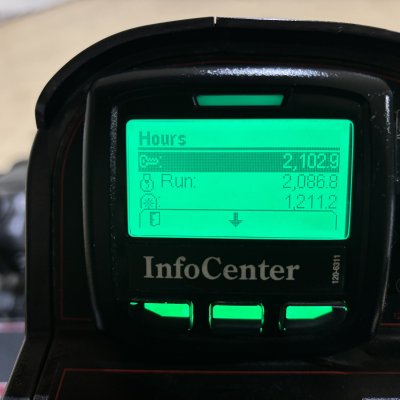 Hours
2,102.9
Run: 2,086.8
1,211.2
InfoCenter
120-6311